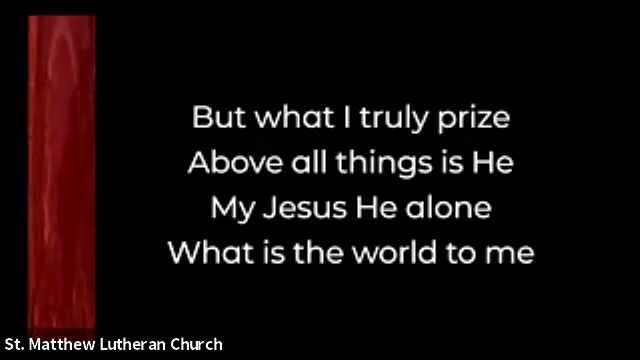 But what I truly prize
Above all things is He
My Jesus He alone
What is the world to me
St. Matthew Lutheran Church